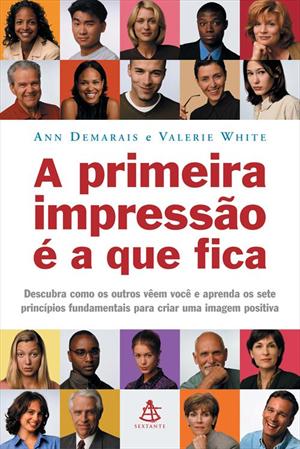 ANN DEMARAIS E VALERIE WHITE
A primeira
impressão
é a que fica
Descubra como os outros vêem você e aprenda os sete
princípios fundamentais para criar uma imagem positiva
SEXTANTE